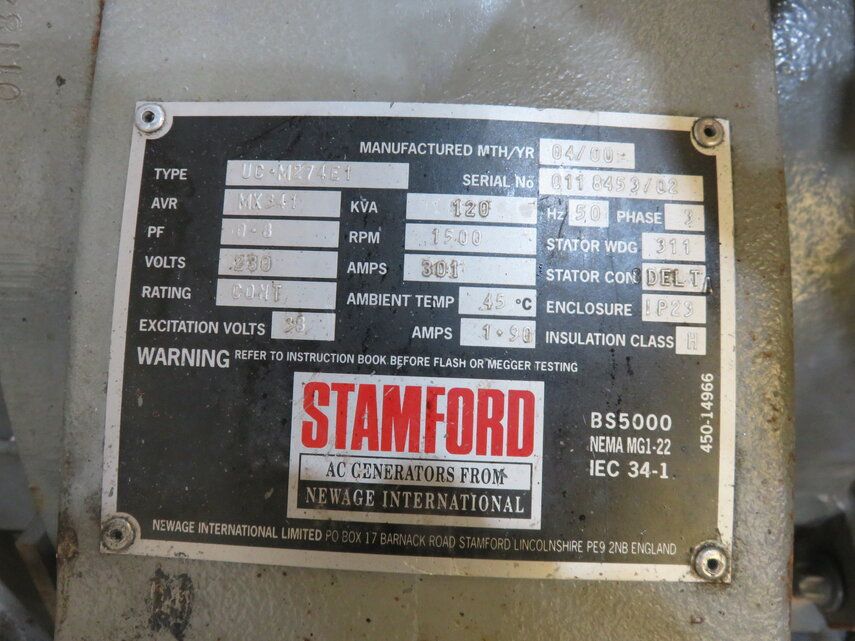 MANUFACTURED MTH/YR 04/00
TYPE UC·M274E1 SERIAL No 0118453/02
AVR MX341 KVA 120 Hz 50 PHASE 3
PF 0·8 RPM 1500 STATOR WDG 311
VOLTS 230 AMPS 301 STATOR CON DELTA
RATING CONT AMBIENT TEMP 45 °C ENCLOSURE IP23
EXCITATION VOLTS 38 AMPS 1·90 INSULATION CLASS H
WARNING REFER TO INSTRUCTION BOOK BEFORE FLASH OR MEGGER TESTING
STAMFORD
AC GENERATORS FROM
NEWAGE INTERNATIONAL
BS5000
NEMA MG1-22
IEC 34-1
450-14966
NEWAGE INTERNATIONAL LIMITED PO BOX 17 BARNACK ROAD STAMFORD LINCOLNSHIRE PE9 2NB ENGLAND